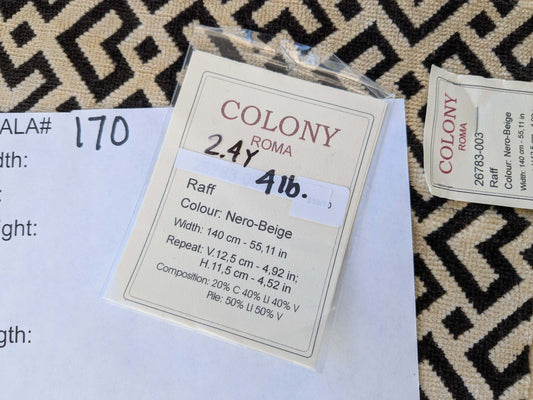 ALA# 170
dth:
:
ight:
gth:
COLONY
ROMA
2.4Y
4lb.
Raff
Colour: Nero-Beige
Width: 140 cm - 55,11 in
Repeat: V.12,5 cm - 4,92 in;
H.11,5 cm - 4,52 in
Composition: 20% C 40% LI 40% V
Pile: 50% LI 50% V
COLONY
ROMA
26783-003
Raff
Colour: Nero-Beige
Width: 140 cm - 55,11 in